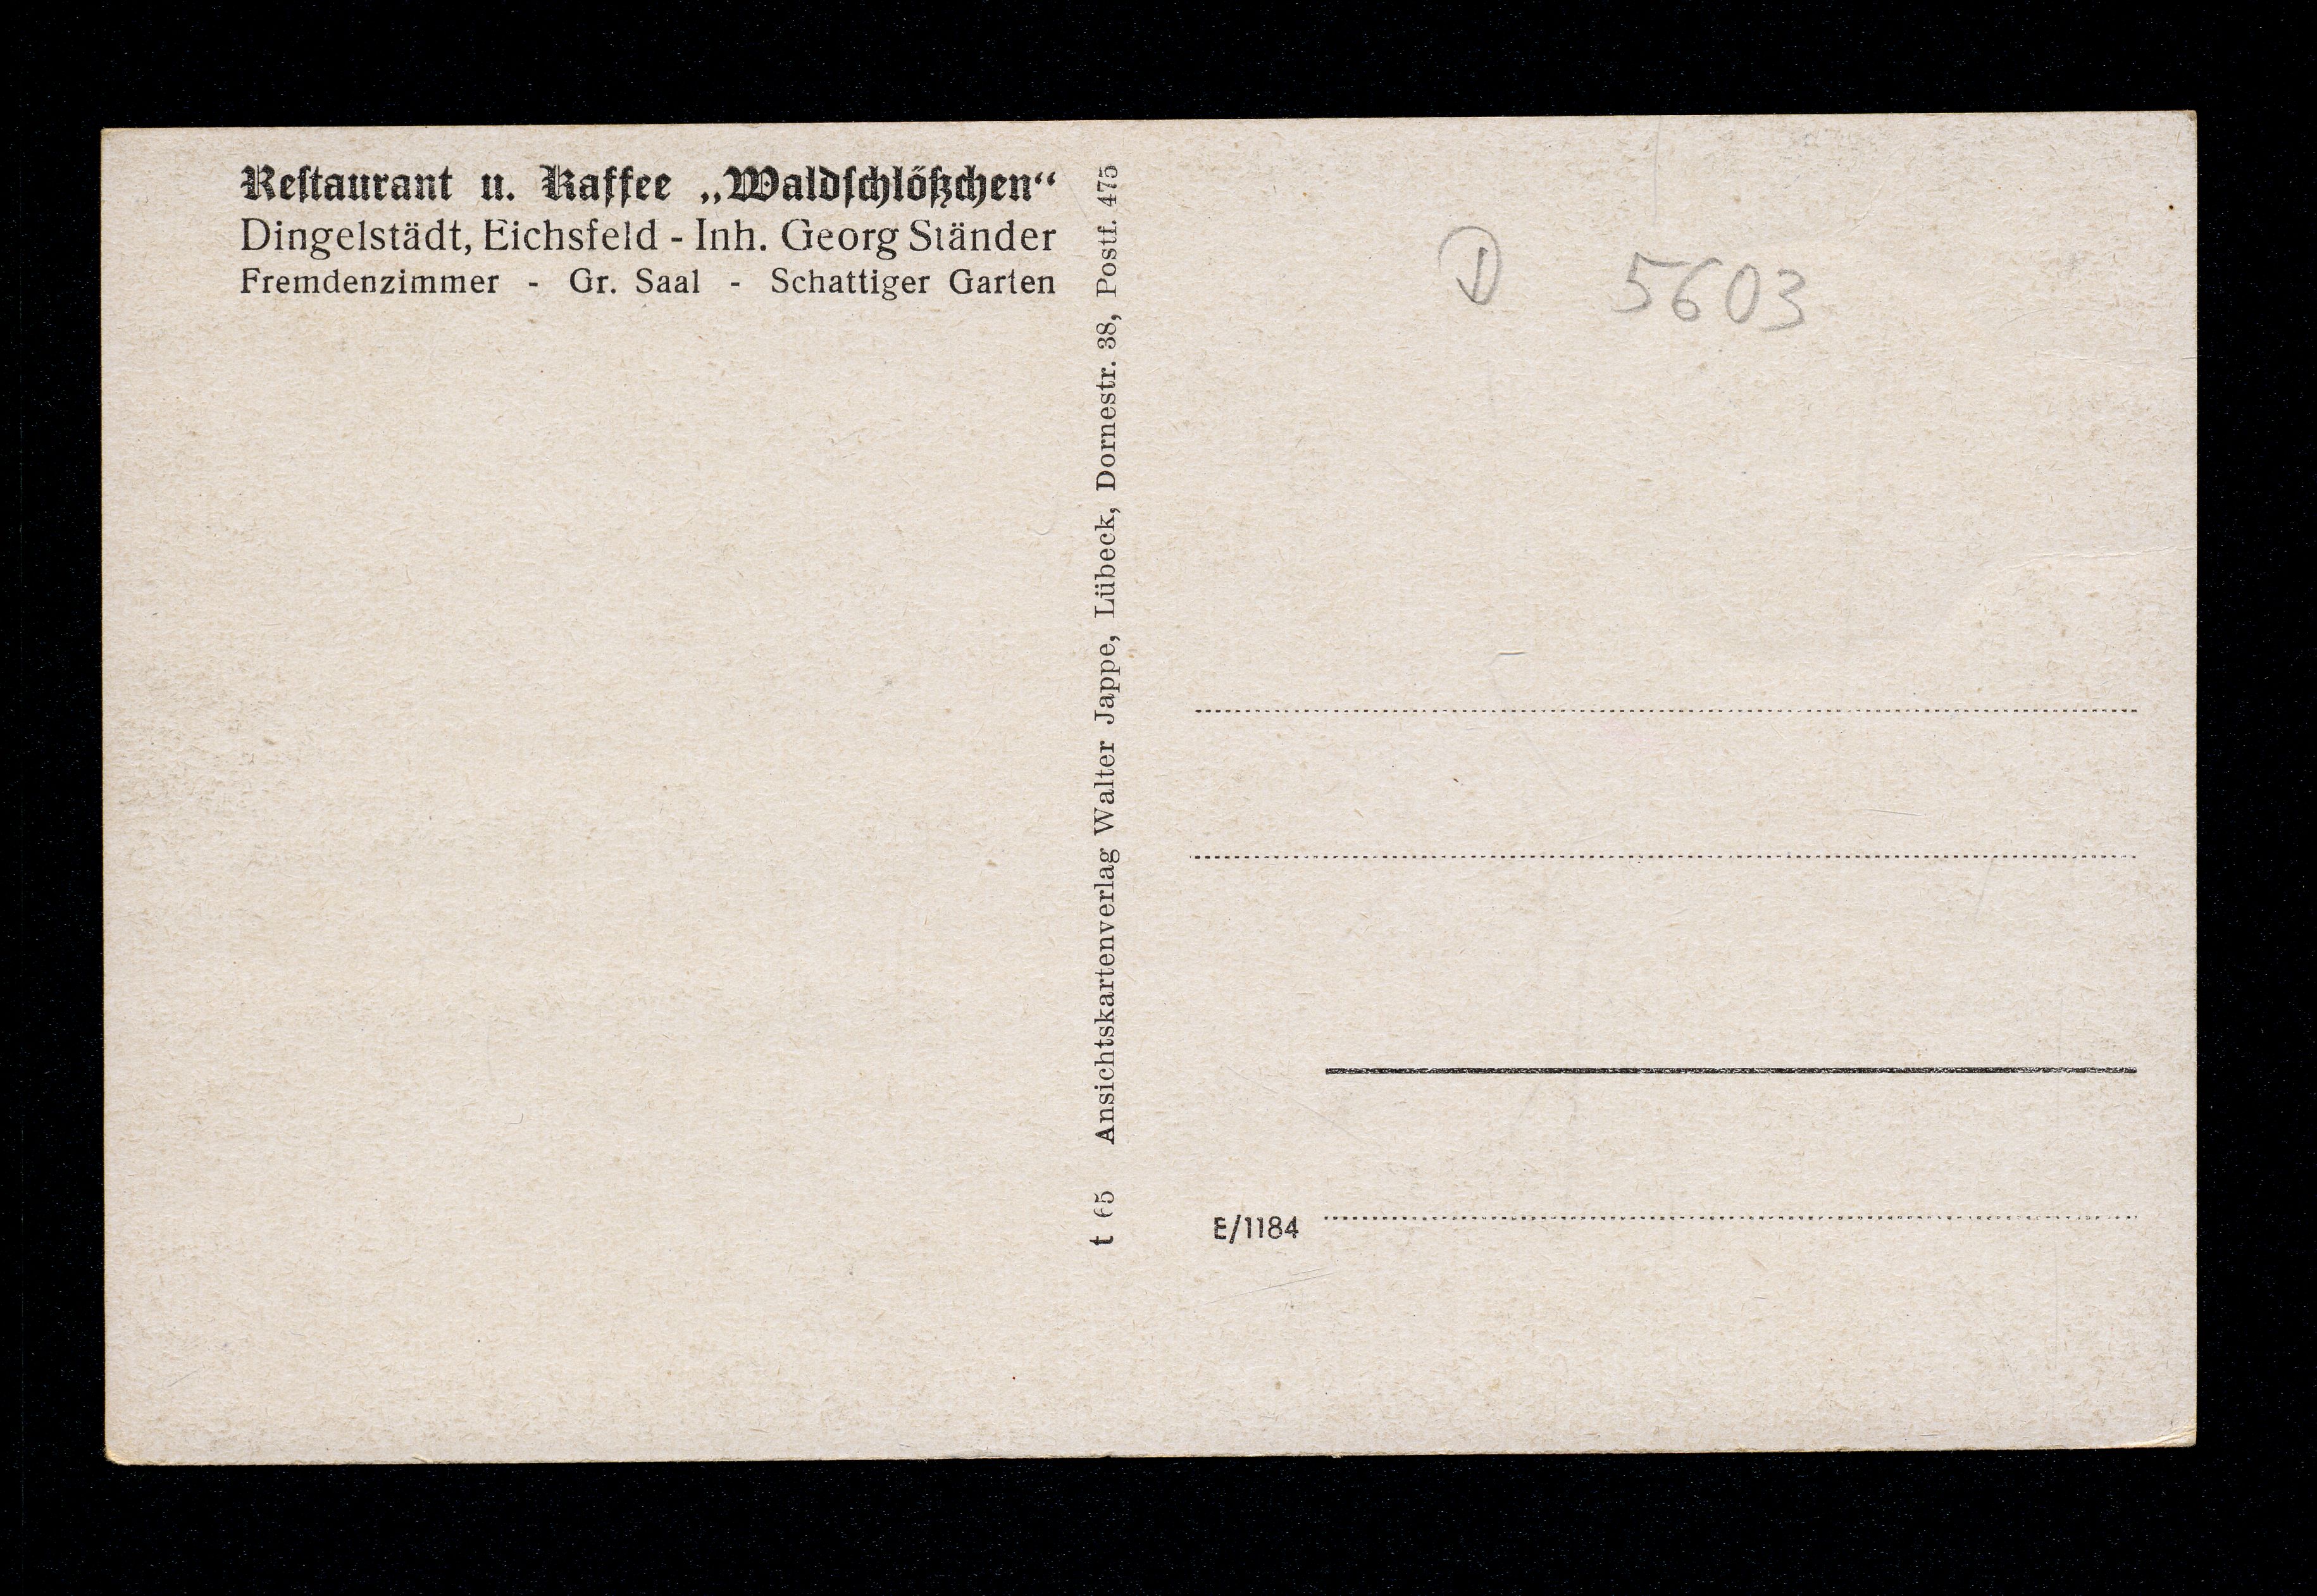 Restaurant u. Kaffee „Waldschlößchen“
Dingelstädt, Eichsfeld - Inh. Georg Ständer
Fremdenzimmer - Gr. Saal - Schattiger Garten
t 65 Ansichtskartenverlag Walter Jappe, Lübeck, Dornestr. 38, Postf. 475
D 5603
E/1184